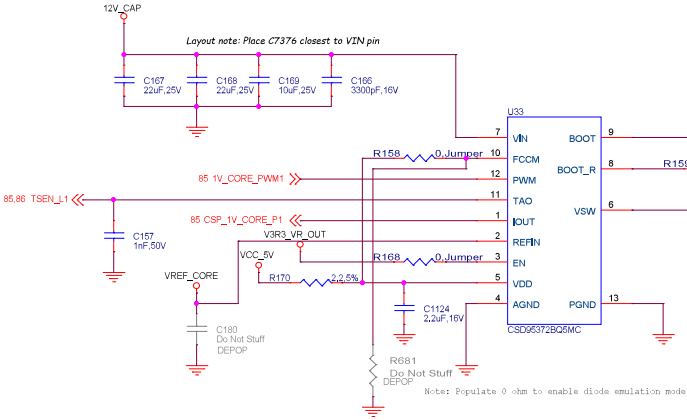 12V_CAP
Layout note: Place C7376 closest to VIN pin
C167
22uF,25V
C168
22uF,25V
C169
10uF,25V
C166
3300pF,16V
U33
7 VIN BOOT 9
R158 0,Jumper 10 FCCM
BOOT_R 8 R159
85 1V_CORE_PWM1 12 PWM
85,86 TSEN_L1 11 TAO
VSW 6
85 CSP_1V_CORE_P1 1 IOUT
C157
1nF,50V
V3R3_VR_OUT 2 REFIN
R168 0,Jumper 3 EN
VCC_5V
R170 2.2,5% 5 VDD
VREF_CORE
4 AGND PGND 13
C1124
2.2uF,16V
CSD95372BQ5MC
C180
Do Not Stuff
DEPOP
R681
Do Not Stuff
DEPOP
Note: Populate 0 ohm to enable diode emulation mode